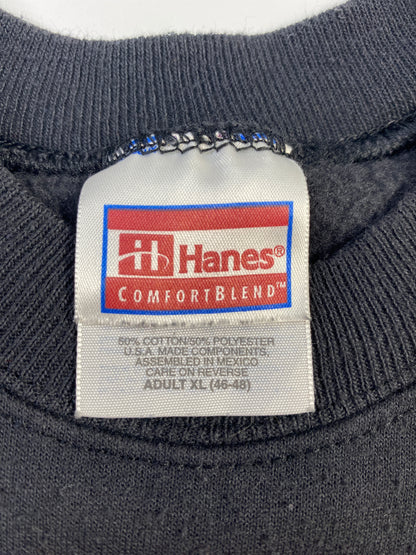 Hanes®
COMFORTBLEND™
50% COTTON/50% POLYESTER
U.S.A. MADE COMPONENTS
ASSEMBLED IN MEXICO
CARE ON REVERSE
ADULT XL (46-48)